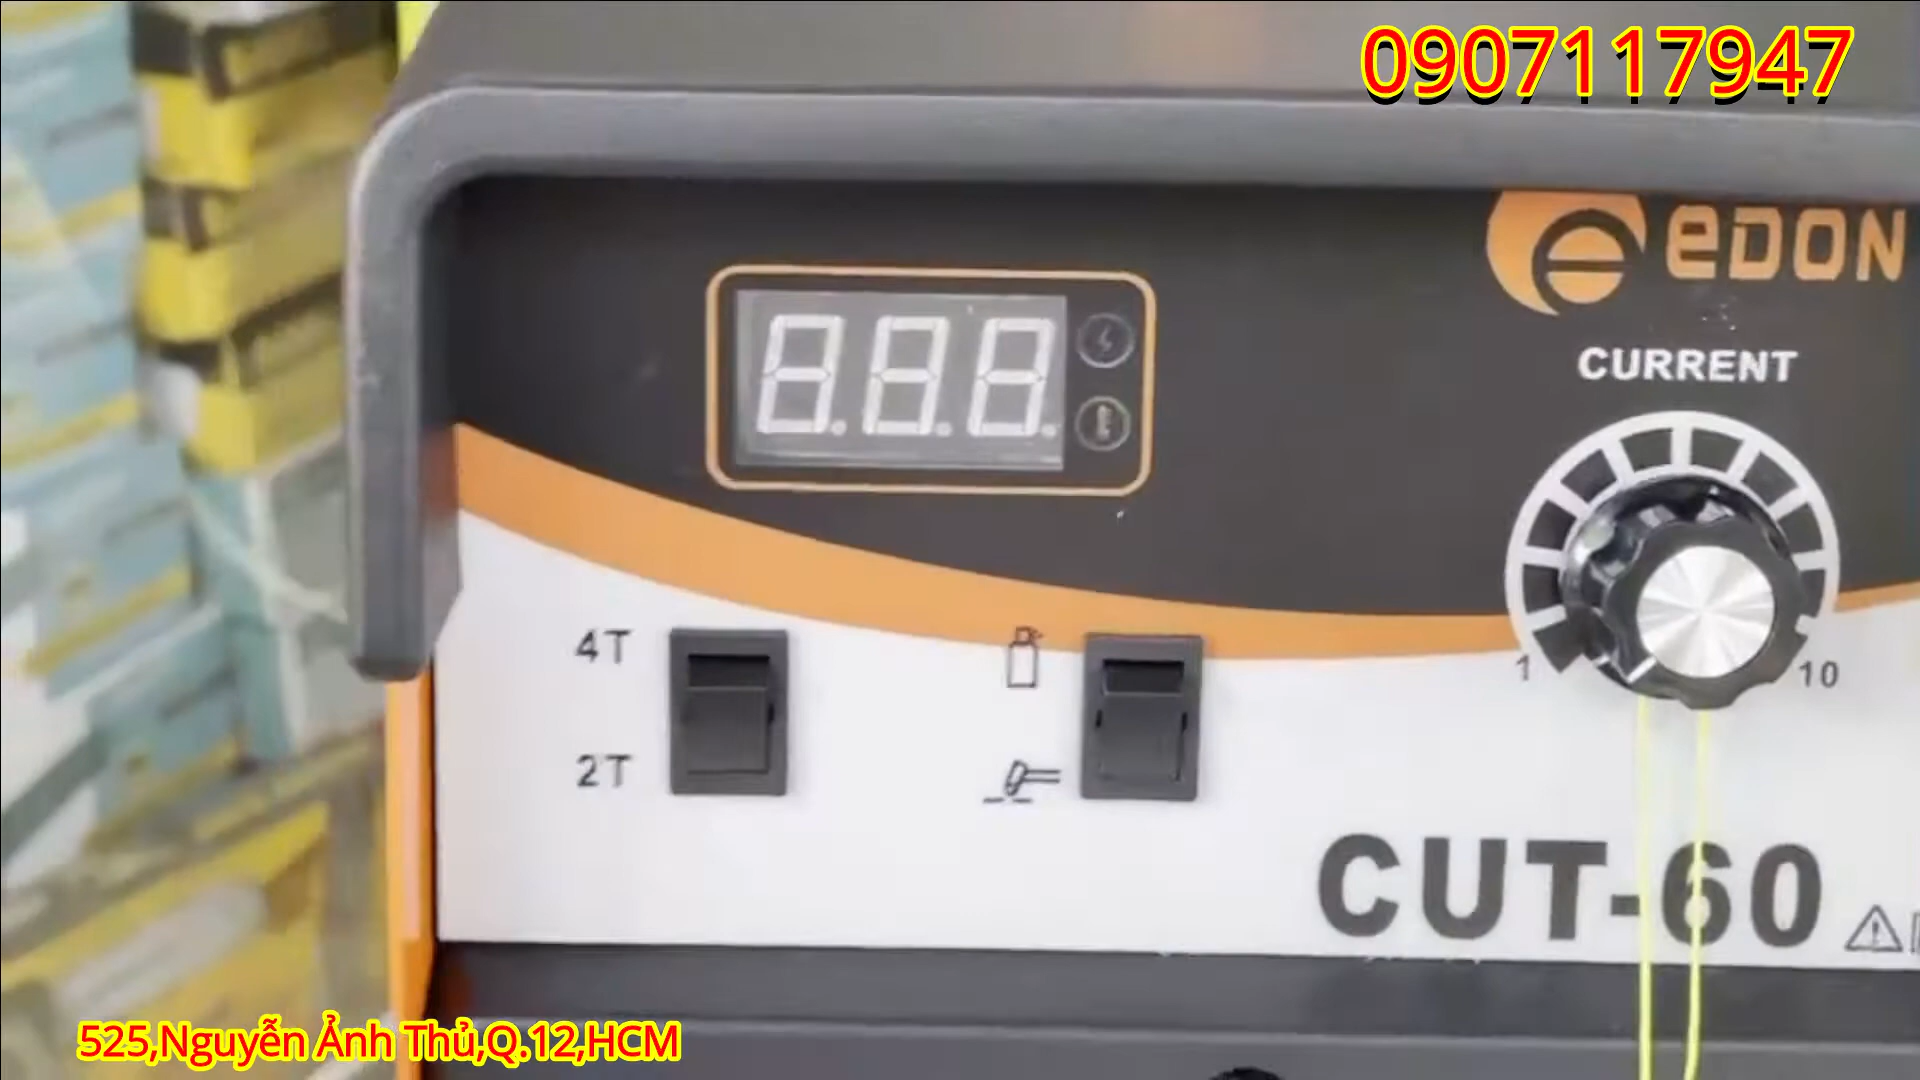 0907117947
eDON
CURRENT
1
10
4T
2T
CUT-60
525,Nguyễn Ảnh Thủ,Q.12,HCM